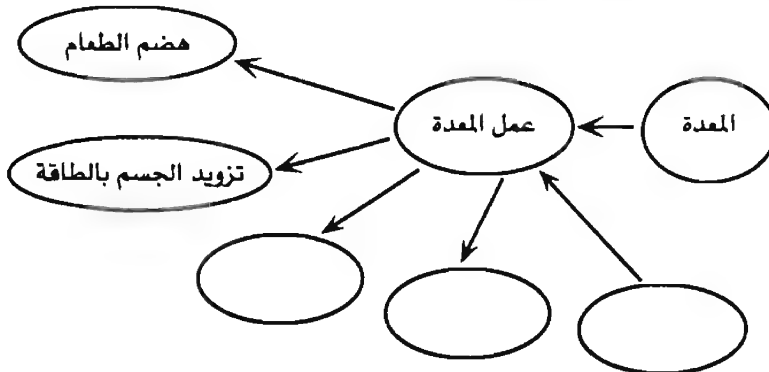 هضم الطعام
المعدة
عمل المعدة
تزويد الجسم بالطاقة